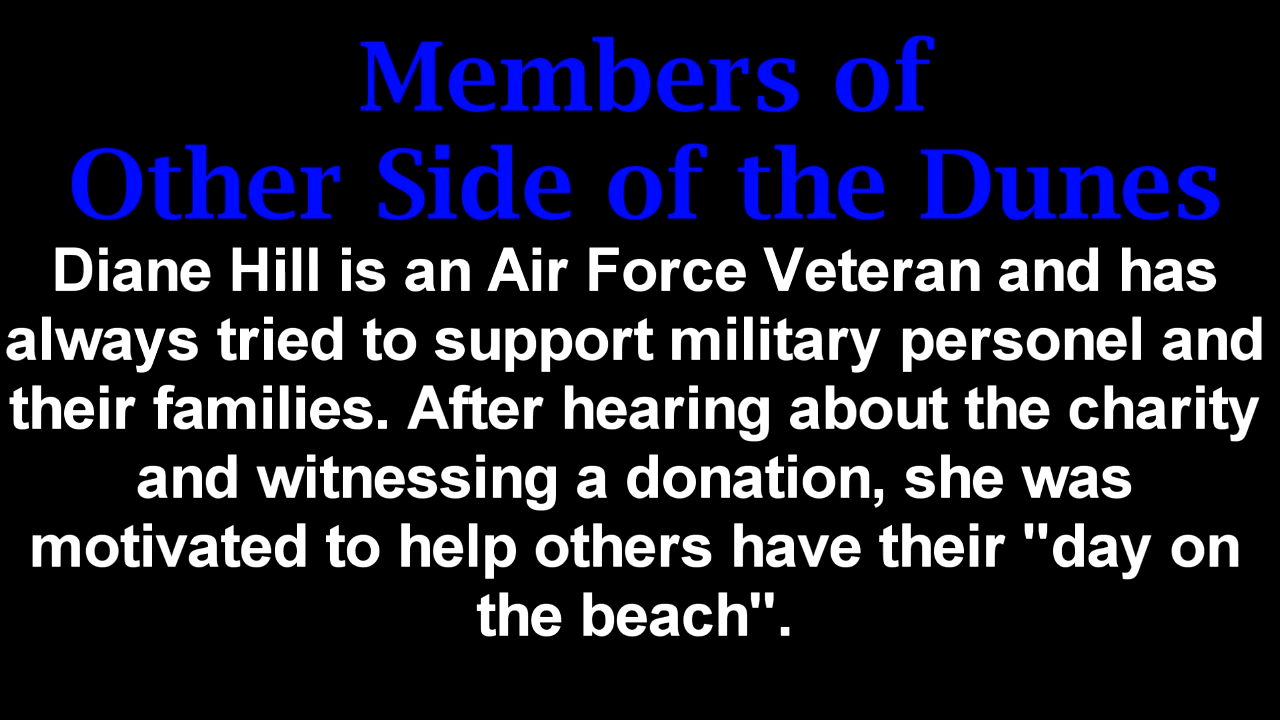 Members of
Other Side of the Dunes
Diane Hill is an Air Force Veteran and has
always tried to support military personel and
their families. After hearing about the charity
and witnessing a donation, she was
motivated to help others have their "day on
the beach".